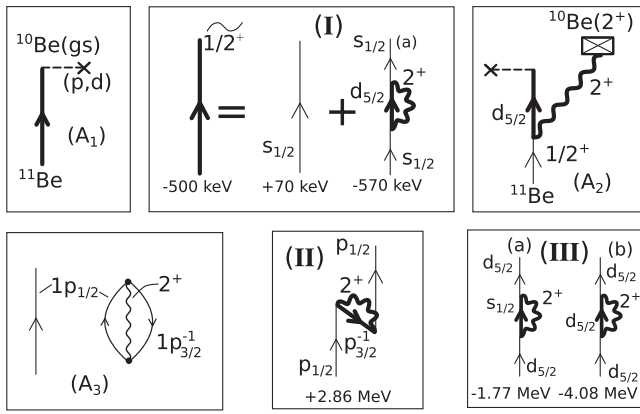 ¹⁰Be(gs)
(p,d)
(A₁)
¹¹Be
1/2⁺
(I)
=
+
s₁/₂
(a)
2⁺
d₅/₂
s₁/₂
s₁/₂
-500 keV
+70 keV
-570 keV
¹⁰Be(2⁺)
2⁺
d₅/₂
1/2⁺
¹¹Be
(A₂)
1p₁/₂
2⁺
1p₃/₂⁻¹
(A₃)
(II)
p₁/₂
2⁺
p₃/₂⁻¹
p₁/₂
+2.86 MeV
(a)
(III)
(b)
d₅/₂
d₅/₂
s₁/₂
2⁺
d₅/₂
2⁺
d₅/₂
d₅/₂
-1.77 MeV
-4.08 MeV